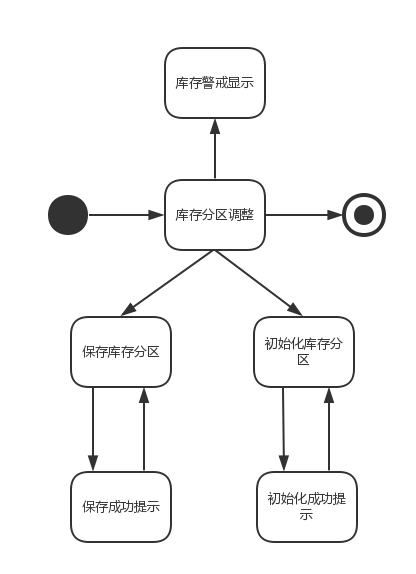 库存警戒显示
库存分区调整
保存库存分区
初始化库存分
区
保存成功提示
初始化成功提
示